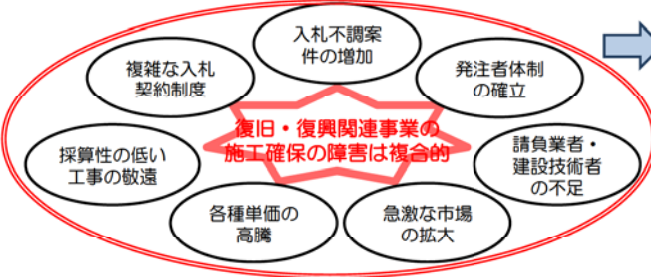 入札不調案
件の増加
複雑な入札
契約制度
発注者体制
の確立
復旧・復興関連事業の
施工確保の障害は複合的
採算性の低い
工事の敬遠
請負業者・
建設技術者
の不足
各種単価の
高騰
急激な市場
の拡大